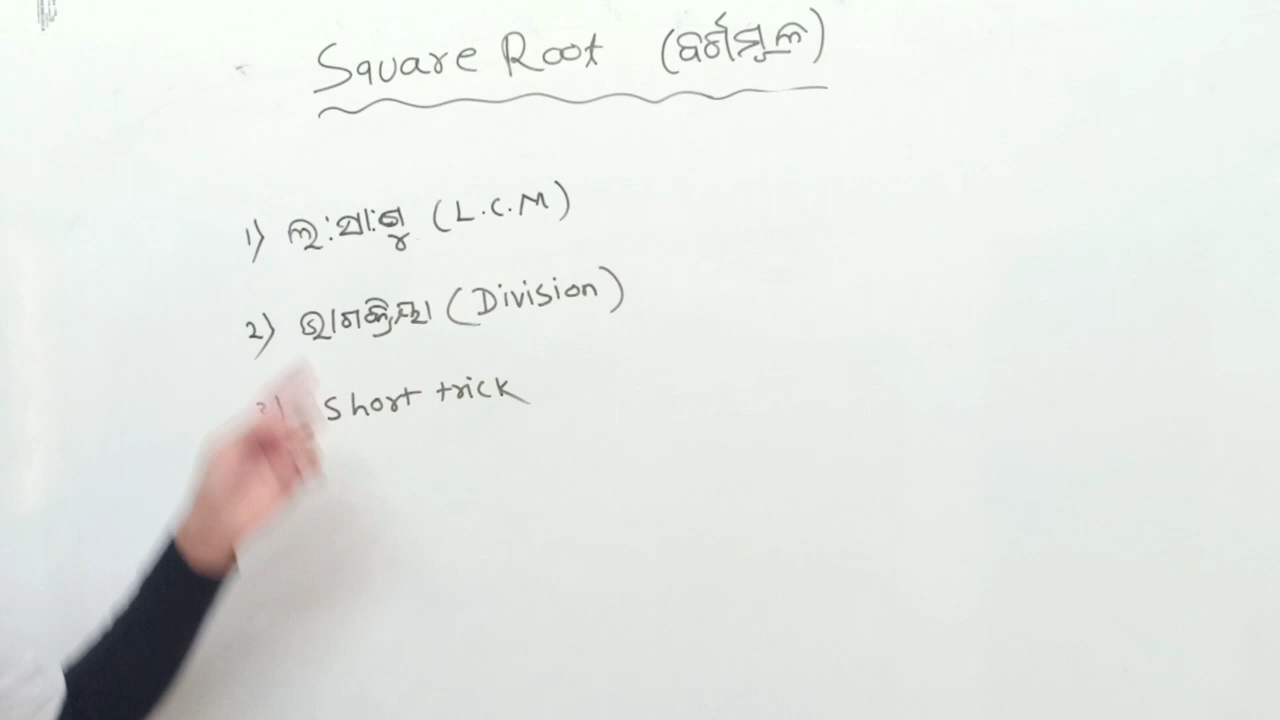 Square Root (ବର୍ଗମୂଳ)
1) ଲ:ସା:ଗୁ (L.C.M)
2) ଭାଗକ୍ରିୟା (Division)
3) Short trick